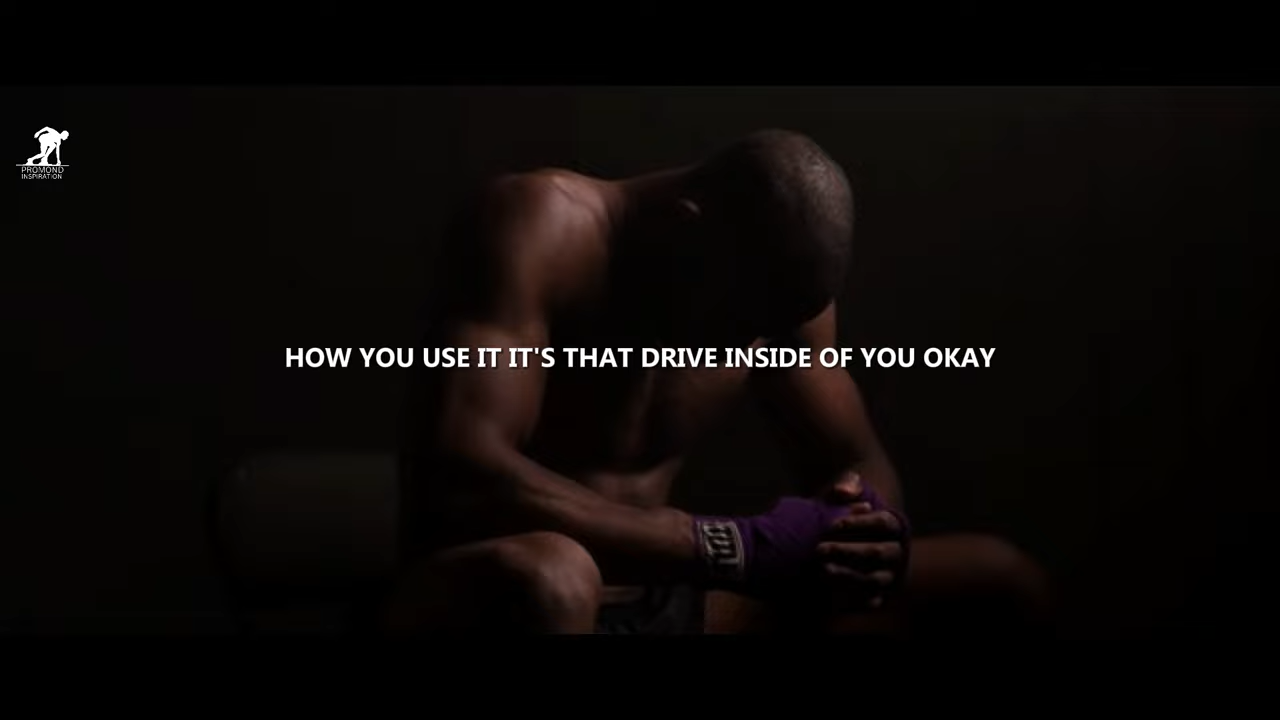 PROMOND
INSPIRATION
HOW YOU USE IT IT'S THAT DRIVE INSIDE OF YOU OKAY